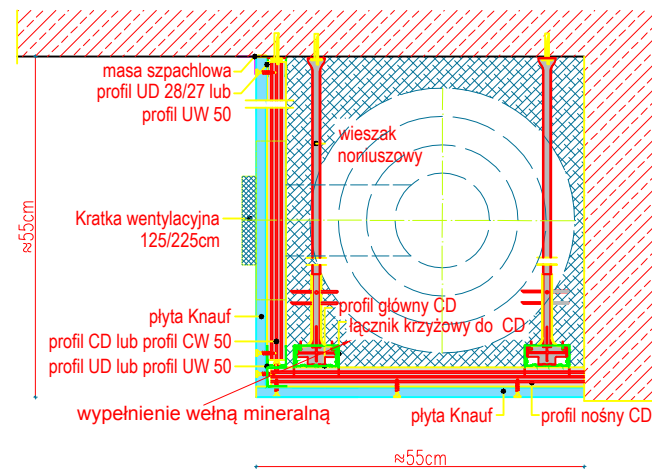 masa szpachlowa
profil UD 28/27 lub
profil UW 50
wieszak
noniuszowy
≈55cm
Kratka wentylacyjna
125/225cm
profil główny CD
łącznik krzyżowy do CD
płyta Knauf
profil CD lub profil CW 50
profil UD lub profil UW 50
wypełnienie wełną mineralną
płyta Knauf
profil nośny CD
≈55cm